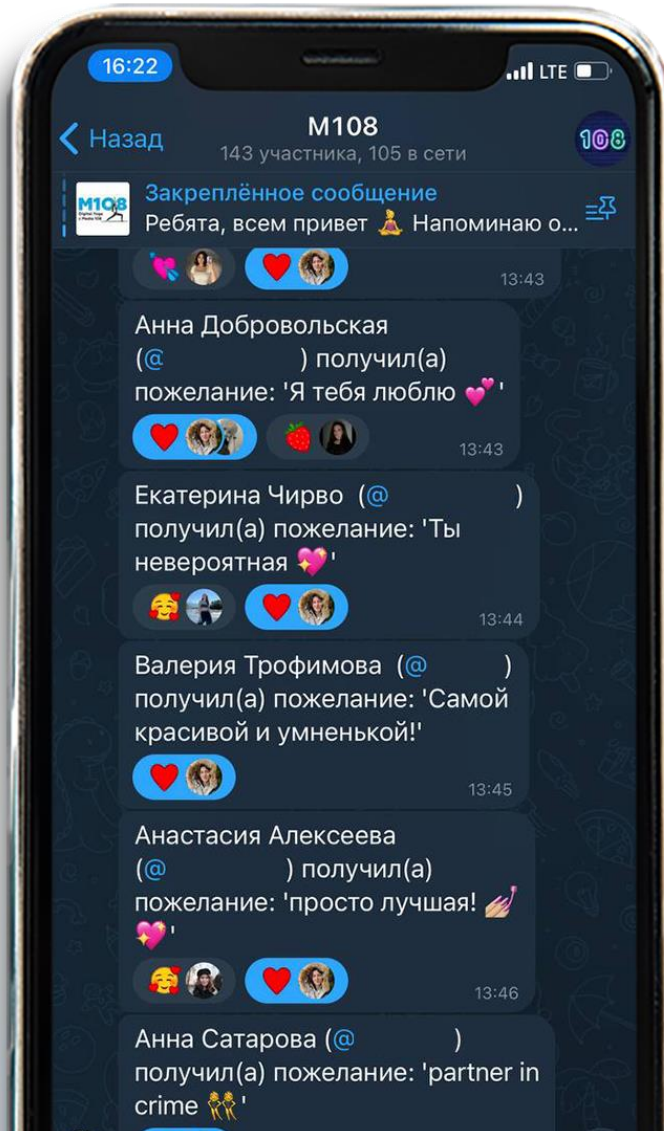 16:22
LTE
Назад
M108
143 участника, 105 в сети
108
M108
Закреплённое сообщение
Ребята, всем привет 🧘 Напоминаю о...
13:43
Анна Добровольская
(@ ) получил(а)
пожелание: 'Я тебя люблю 💕'
13:43
Екатерина Чирво (@ )
получил(а) пожелание: 'Ты
невероятная 💖'
13:44
Валерия Трофимова (@ )
получил(а) пожелание: 'Самой
красивой и умненькой!'
13:45
Анастасия Алексеева
(@ ) получил(а)
пожелание: 'просто лучшая! 💅🏼
💖'
13:46
Анна Сатарова (@ )
получил(а) пожелание: 'partner in
crime 👯'